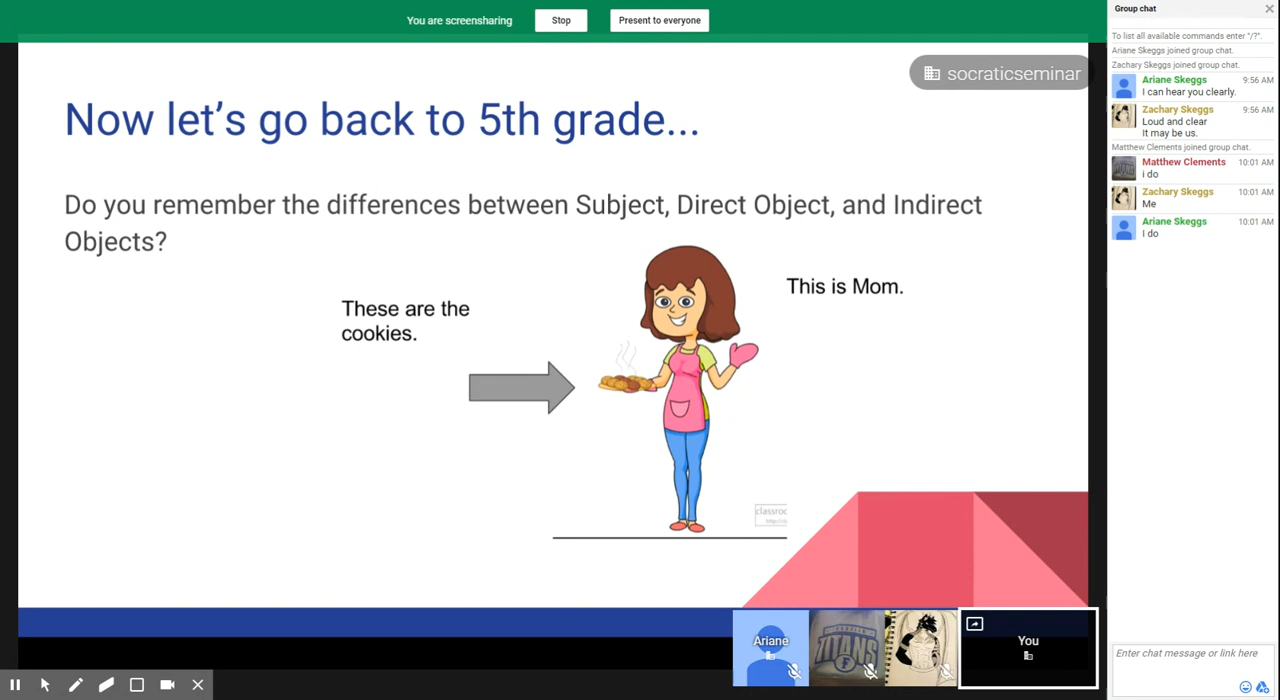 You are screensharing
Stop
Present to everyone
socraticseminar
Now let's go back to 5th grade...
Do you remember the differences between Subject, Direct Object, and Indirect
Objects?
These are the
cookies.
This is Mom.
classroc
Ariane
TITANS
You
Group chat
To list all available commands enter "/?".
Ariane Skeggs joined group chat.
Zachary Skeggs joined group chat.
Ariane Skeggs 9:56 AM
I can hear you clearly.
Zachary Skeggs 9:56 AM
Loud and clear
It may be us.
Matthew Clements joined group chat.
Matthew Clements 10:01 AM
i do
Zachary Skeggs 10:01 AM
Me
Ariane Skeggs 10:01 AM
I do
Enter chat message or link here